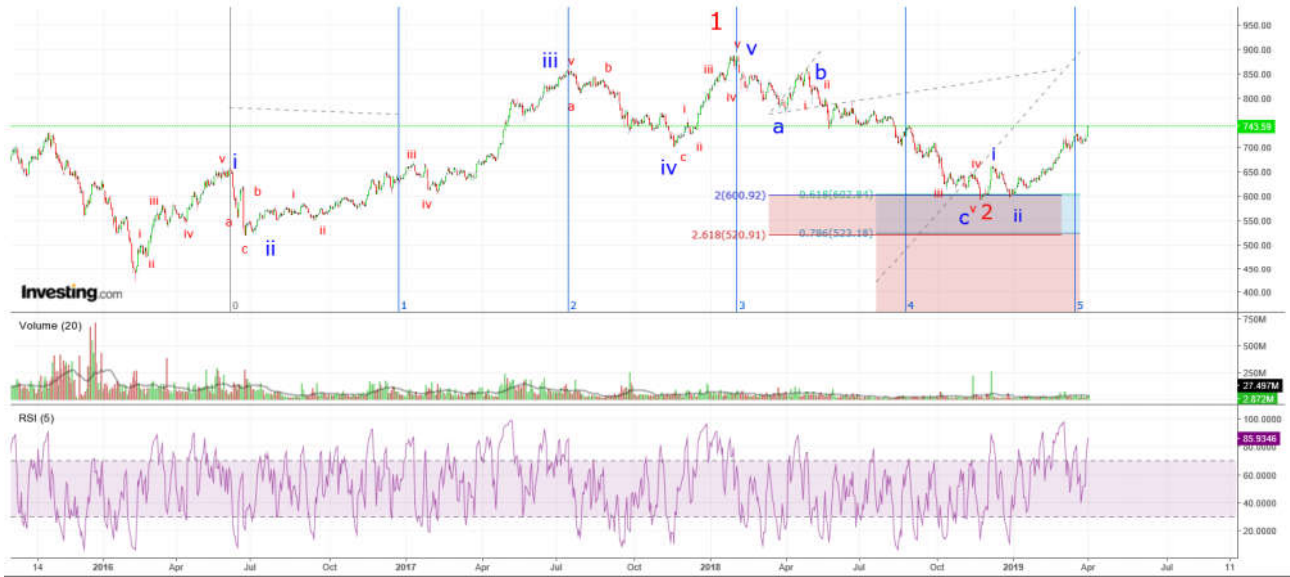 1
950.00
900.00
850.00
800.00
743.59
700.00
650.00
600.00
550.00
500.00
450.00
400.00
iii
v
b
a
iii
v
iv
v
i
c
ii
iv
a
b
i
ii
v
i
iii
iv
a
b
c
ii
i
ii
iii
iv
i
ii
iii
iv
i
iv
c
v
2
ii
2(600.92)
0.618(602.84)
2.618(520.91)
0.786(523.18)
Investing.com
0
1
2
3
4
5
Volume (20)
750M
500M
250M
27.497M
2.872M
RSI (5)
100.0000
85.9346
60.0000
40.0000
20.0000
14
2016
Apr
Jul
Oct
2017
Apr
Jul
Oct
2018
Apr
Jul
Oct
2019
Apr
Jul
11